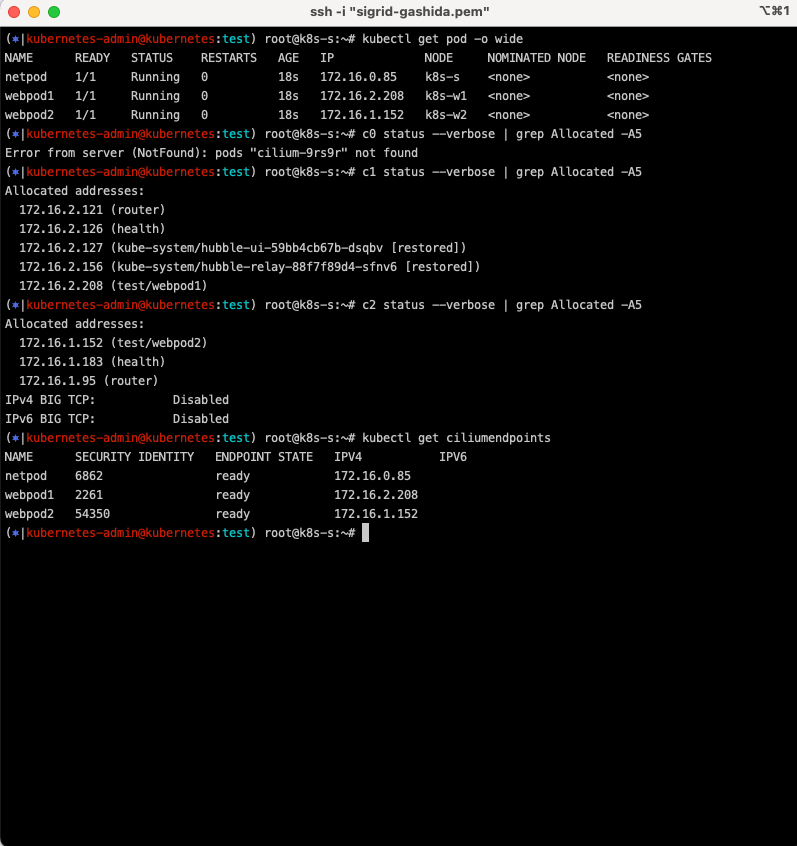 ssh -i "sigrid-gashida.pem"
⌥⌘1
(*|kubernetes-admin@kubernetes:test) root@k8s-s:~# kubectl get pod -o wide
NAME      READY   STATUS    RESTARTS   AGE   IP             NODE     NOMINATED NODE   READINESS GATES
netpod    1/1     Running   0          18s   172.16.0.85    k8s-s    <none>           <none>
webpod1   1/1     Running   0          18s   172.16.2.208   k8s-w1   <none>           <none>
webpod2   1/1     Running   0          18s   172.16.1.152   k8s-w2   <none>           <none>
(*|kubernetes-admin@kubernetes:test) root@k8s-s:~# c0 status --verbose | grep Allocated -A5
Error from server (NotFound): pods "cilium-9rs9r" not found
(*|kubernetes-admin@kubernetes:test) root@k8s-s:~# c1 status --verbose | grep Allocated -A5
Allocated addresses:
  172.16.2.121 (router)
  172.16.2.126 (health)
  172.16.2.127 (kube-system/hubble-ui-59bb4cb67b-dsqbv [restored])
  172.16.2.156 (kube-system/hubble-relay-88f7f89d4-sfnv6 [restored])
  172.16.2.208 (test/webpod1)
(*|kubernetes-admin@kubernetes:test) root@k8s-s:~# c2 status --verbose | grep Allocated -A5
Allocated addresses:
  172.16.1.152 (test/webpod2)
  172.16.1.183 (health)
  172.16.1.95 (router)
IPv4 BIG TCP:           Disabled
IPv6 BIG TCP:           Disabled
(*|kubernetes-admin@kubernetes:test) root@k8s-s:~# kubectl get ciliumendpoints
NAME      SECURITY IDENTITY   ENDPOINT STATE   IPV4           IPV6
netpod    6862                ready            172.16.0.85
webpod1   2261                ready            172.16.2.208
webpod2   54350               ready            172.16.1.152
(*|kubernetes-admin@kubernetes:test) root@k8s-s:~#